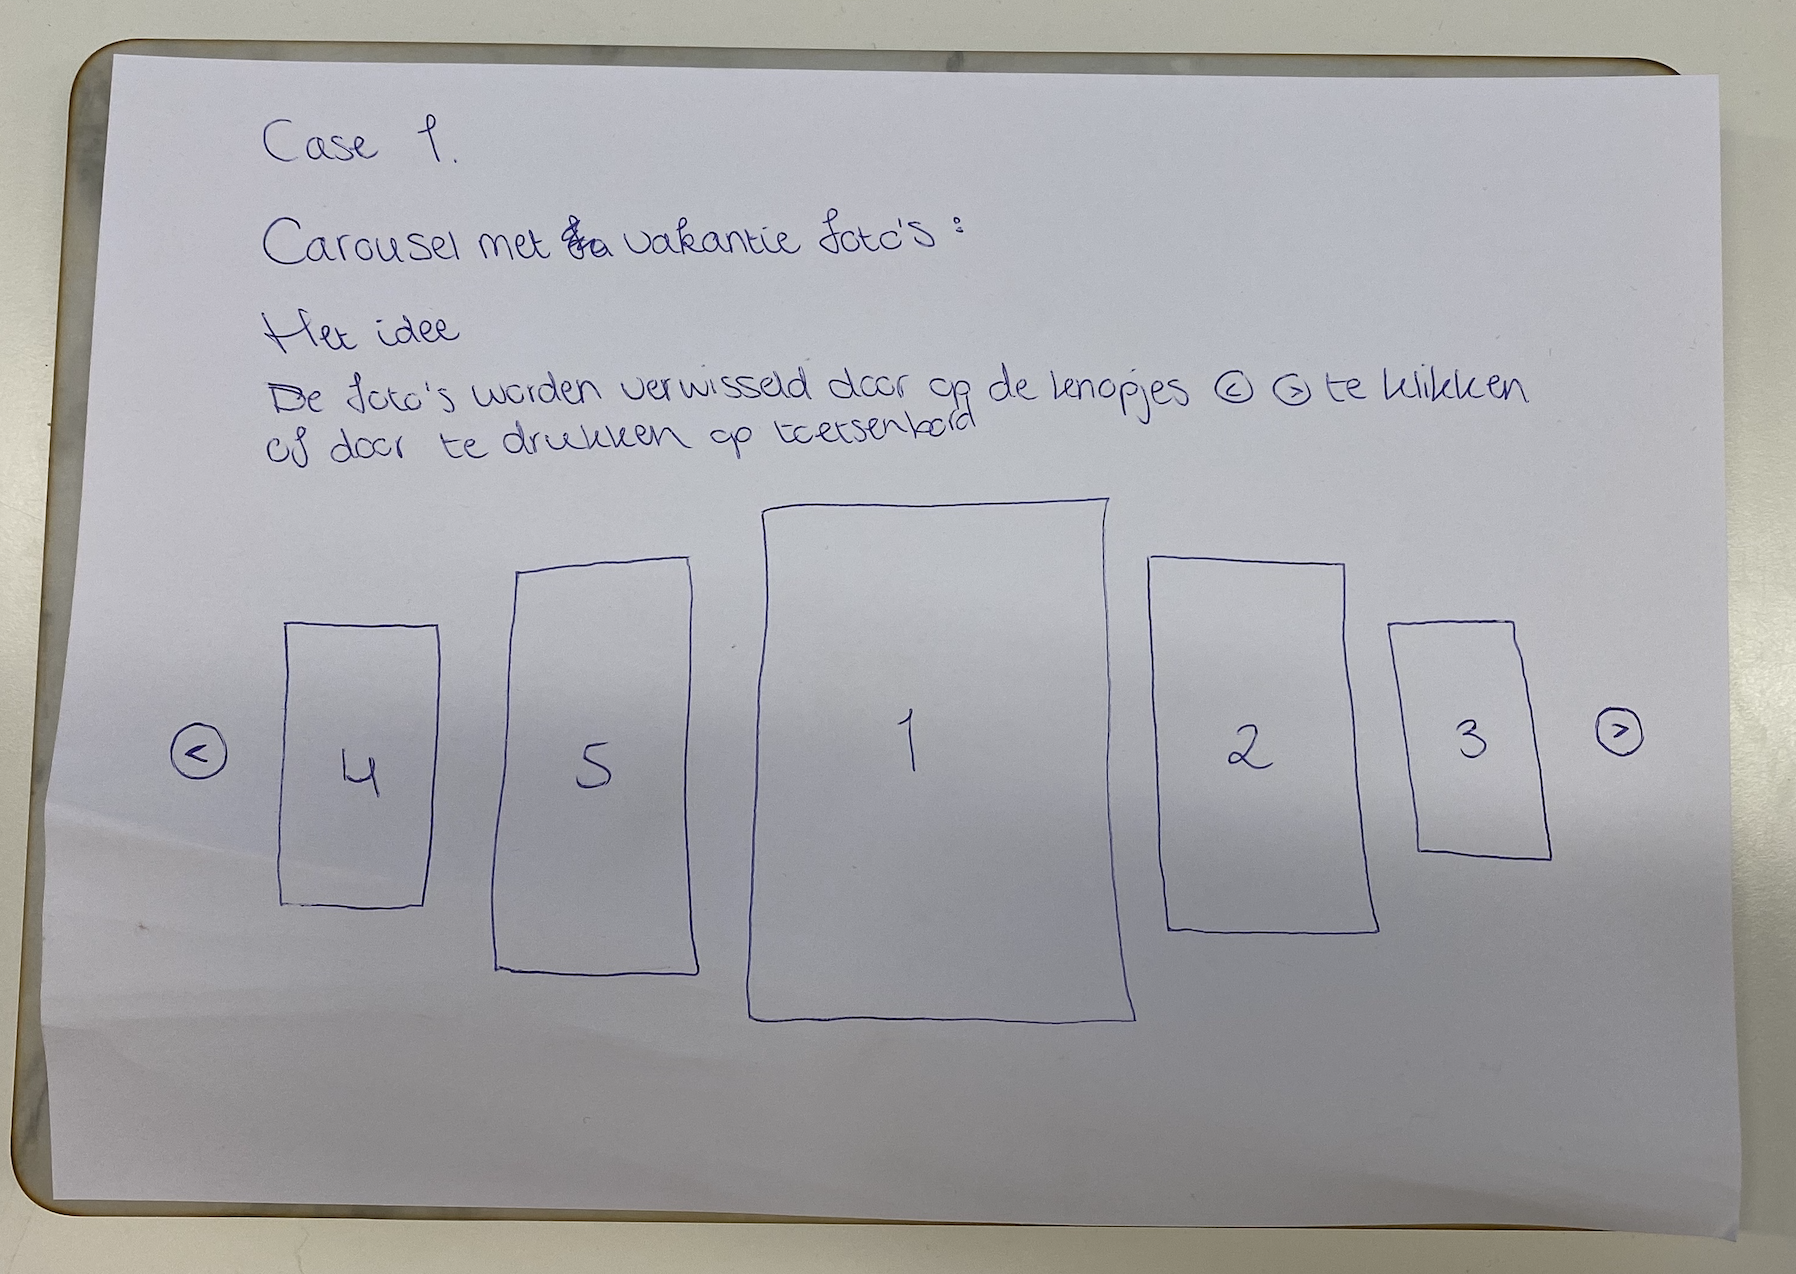 Case 1.
Carousel met vakantie foto's:
Het idee
De foto's worden verwisseld door op de knopjes < > te klikken
of door te drukken op toetsenbord
< 4 5 1 2 3 >